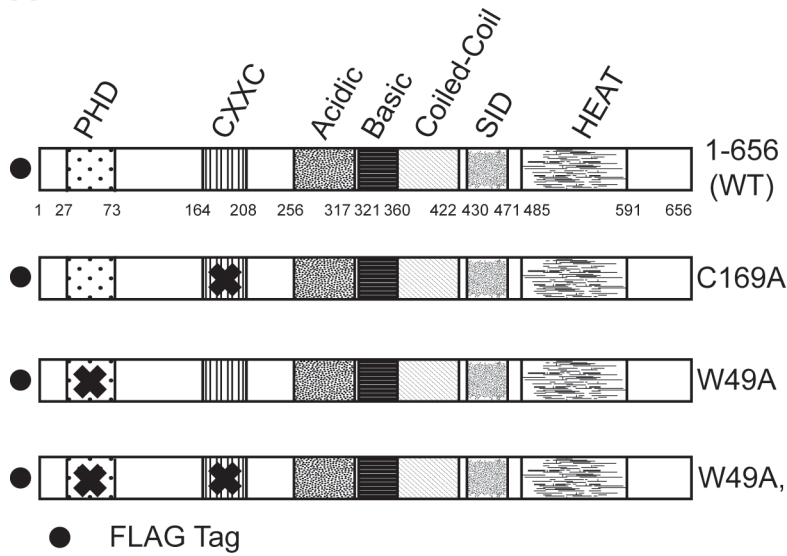 PHD CXXC Acidic Basic Coiled-Coil SID HEAT
1-656
(WT)
1 27 73 164 208 256 317 321 360 422 430 471 485 591 656
C169A
W49A
W49A,
FLAG Tag